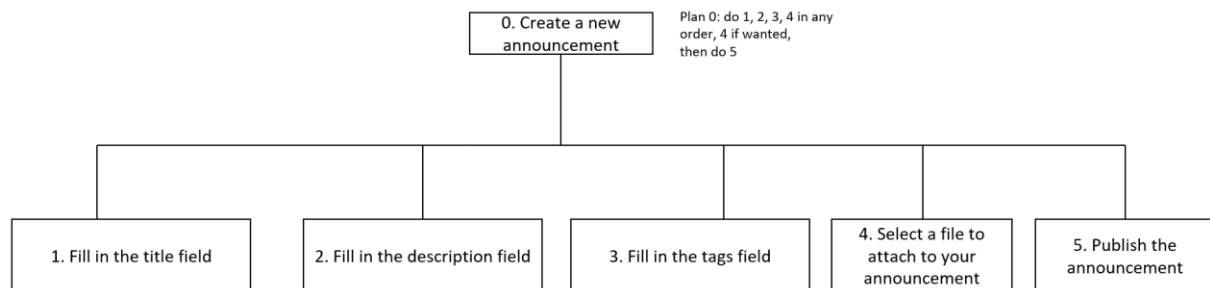 0. Create a new
announcement
Plan 0: do 1, 2, 3, 4 in any
order, 4 if wanted,
then do 5
1. Fill in the title field
2. Fill in the description field
3. Fill in the tags field
4. Select a file to
attach to your
announcement
5. Publish the
announcement